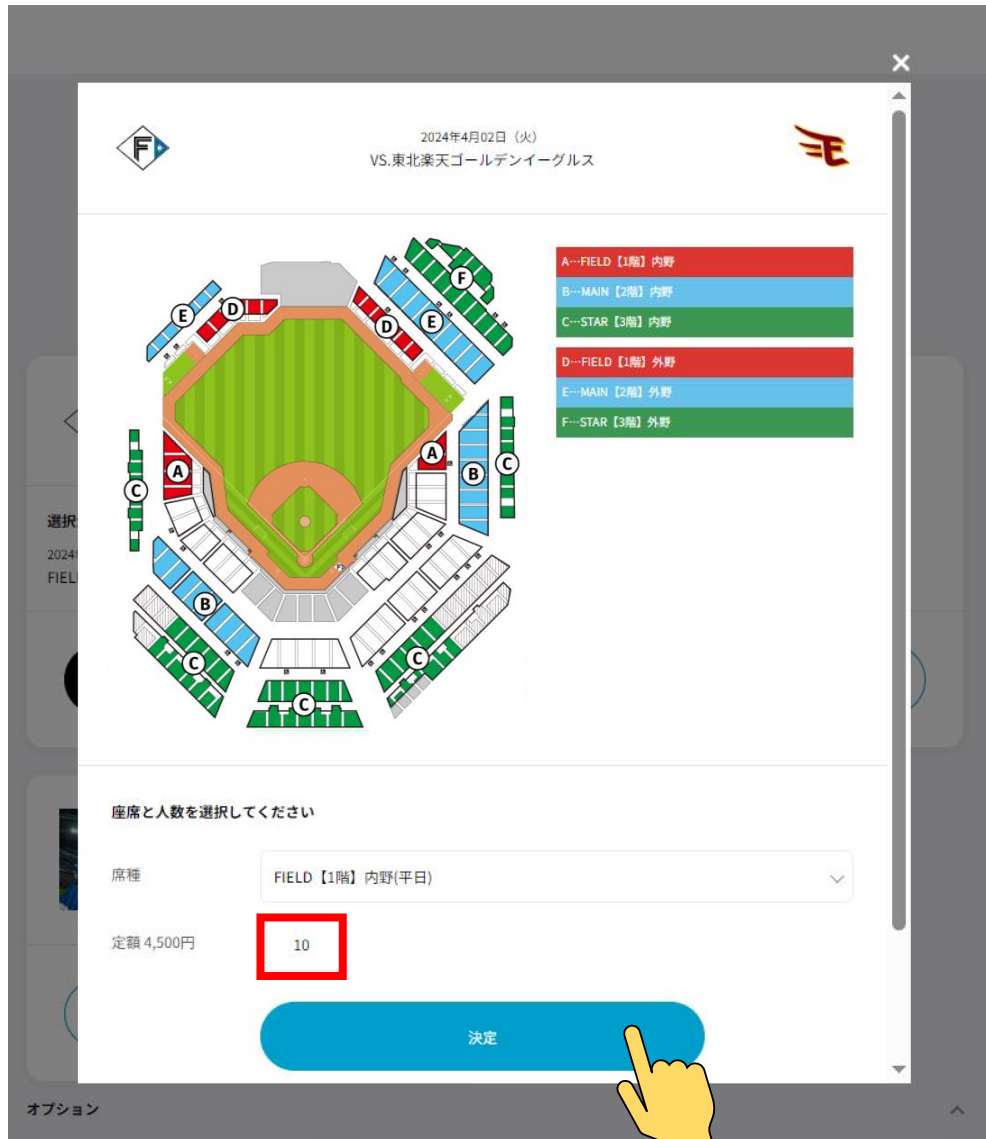 ×
F
2024年4月02日（火）
VS.東北楽天ゴールデンイーグルス
E
A…FIELD【1階】内野
B…MAIN【2階】内野
C…STAR【3階】内野
D…FIELD【1階】外野
E…MAIN【2階】外野
F…STAR【3階】外野
F
E
D
D
E
A
A
C
B
C
B
C
C
C
選択
2024
FIEL
座席と人数を選択してください
席種
FIELD【1階】内野(平日)
定額 4,500円
10
決定
オプション